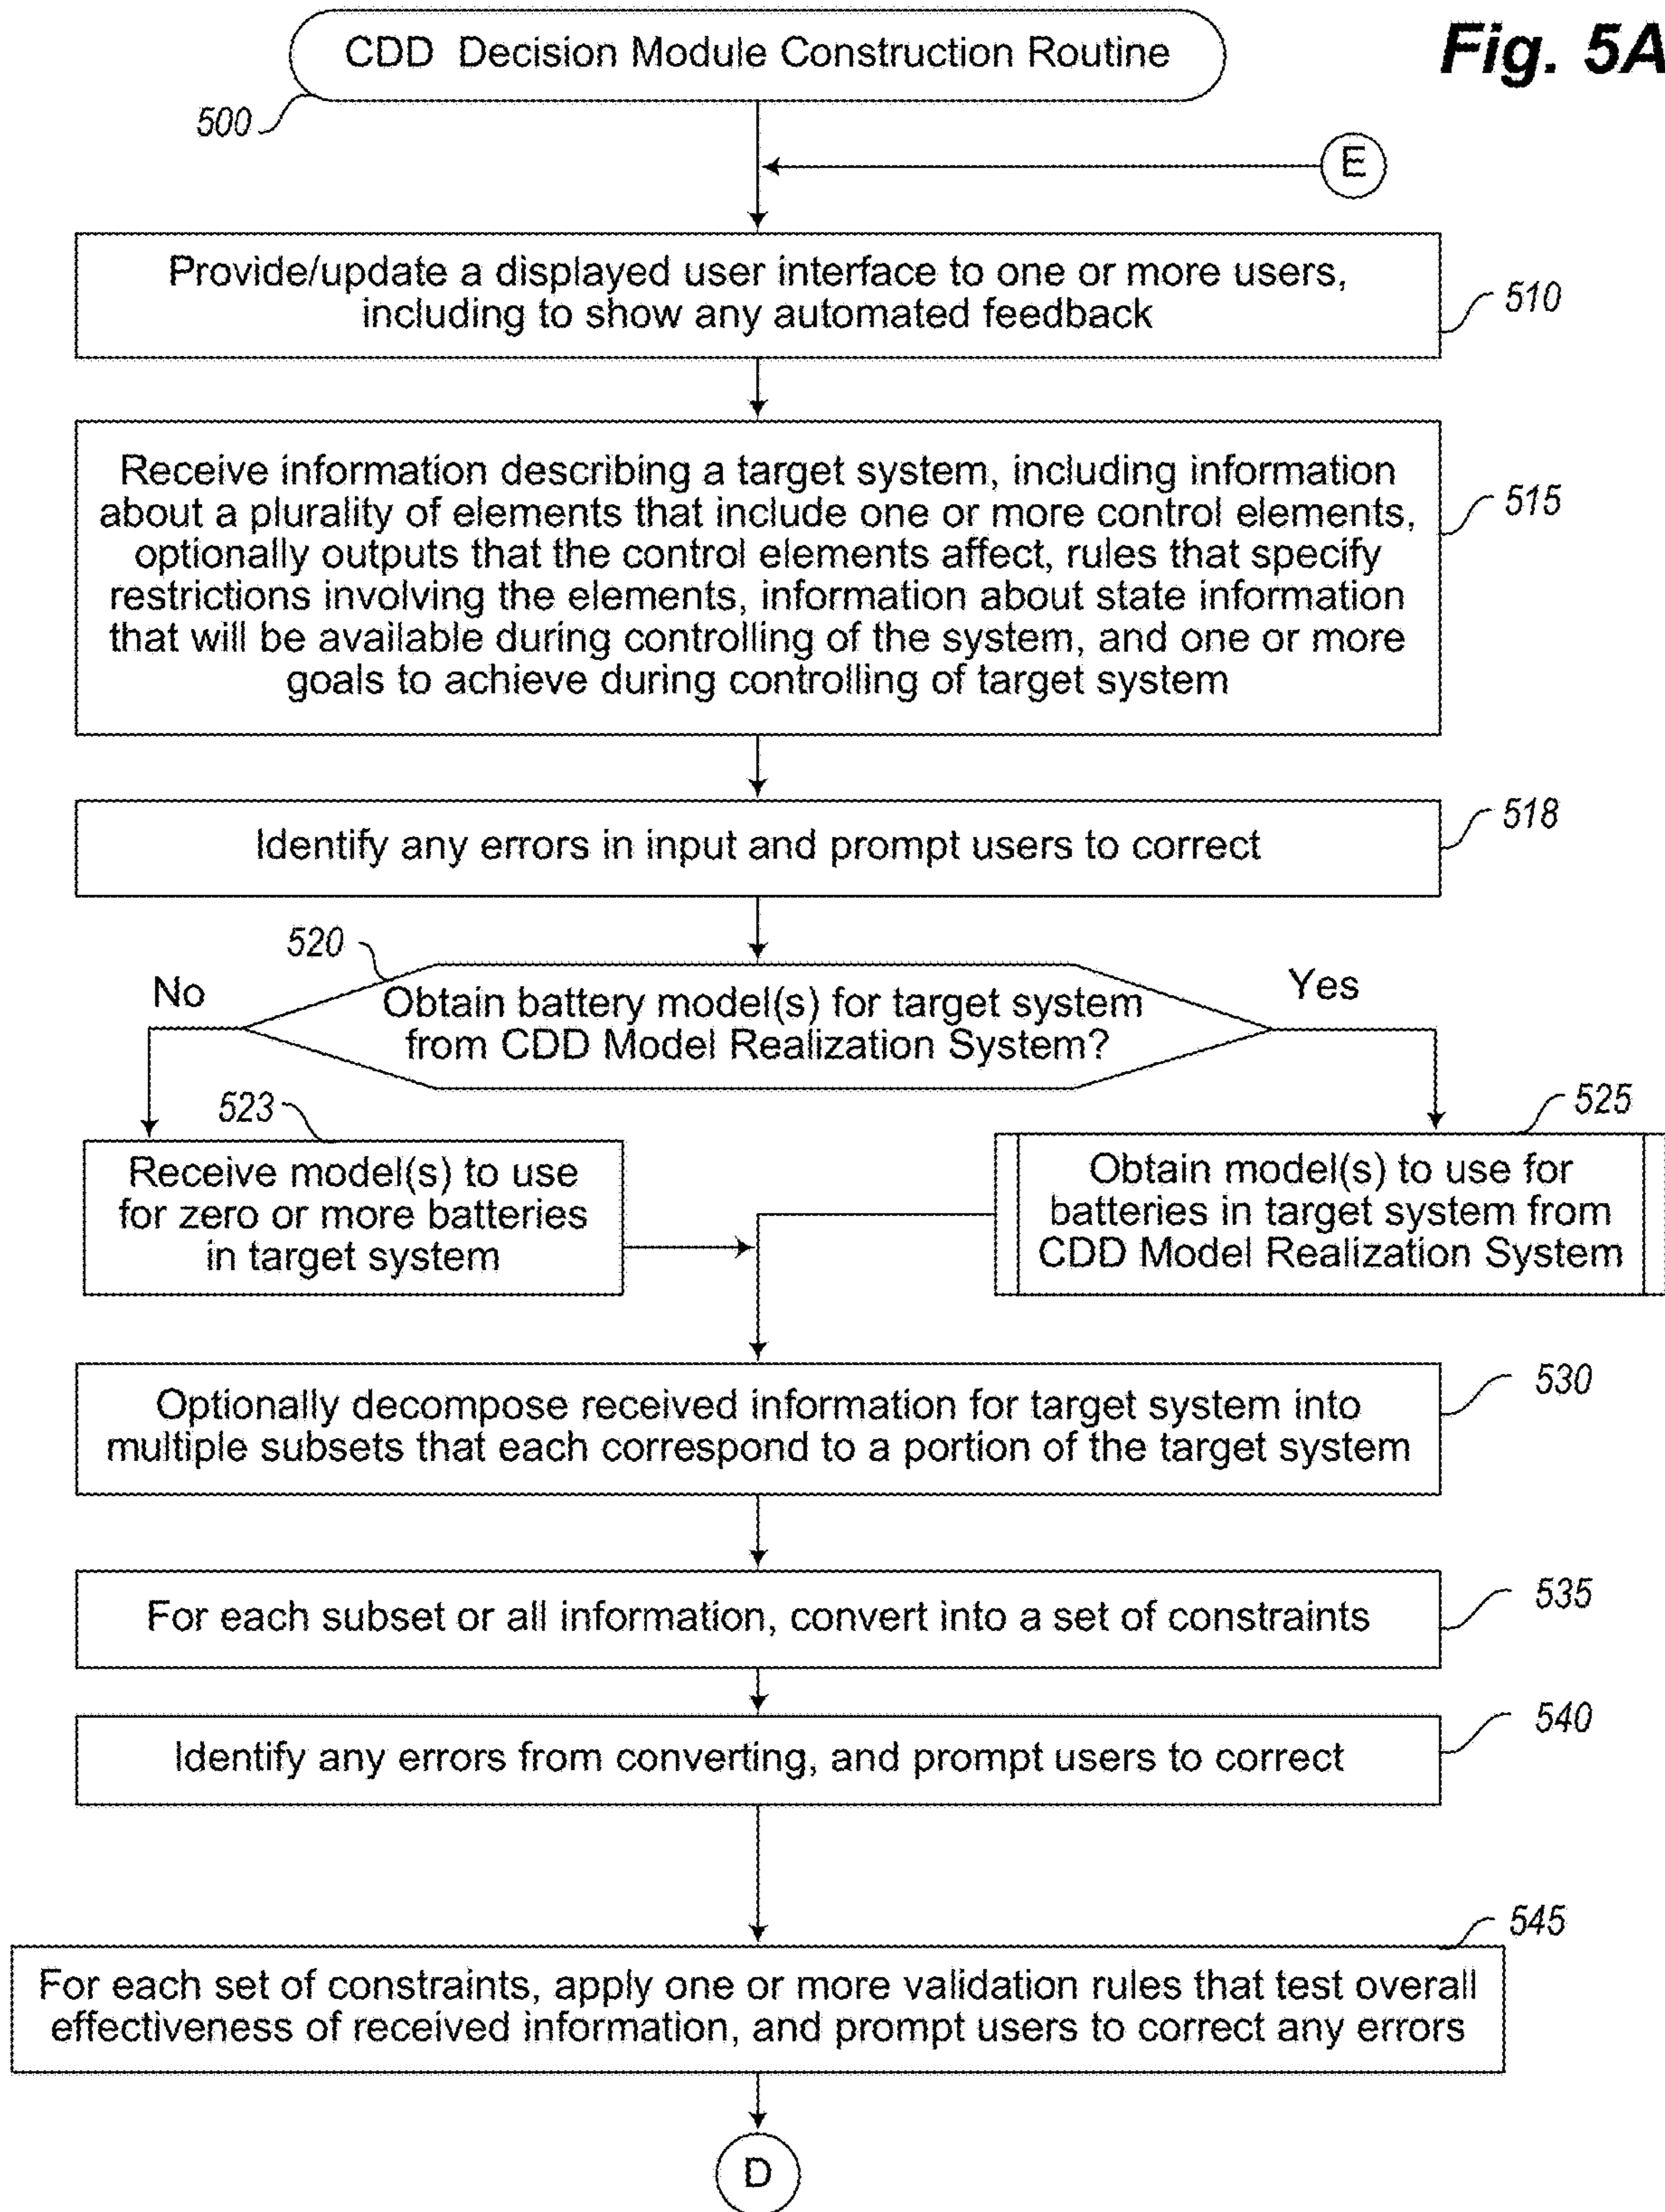 CDD Decision Module Construction Routine
Fig. 5A
500
E
Provide/update a displayed user interface to one or more users,
including to show any automated feedback
510
Receive information describing a target system, including information
about a plurality of elements that include one or more control elements,
optionally outputs that the control elements affect, rules that specify
restrictions involving the elements, information about state information
that will be available during controlling of the system, and one or more
goals to achieve during controlling of target system
515
Identify any errors in input and prompt users to correct
518
520
No
Obtain battery model(s) for target system
from CDD Model Realization System?
Yes
523
Receive model(s) to use
for zero or more batteries
in target system
525
Obtain model(s) to use for
batteries in target system from
CDD Model Realization System
Optionally decompose received information for target system into
multiple subsets that each correspond to a portion of the target system
530
For each subset or all information, convert into a set of constraints
535
Identify any errors from converting, and prompt users to correct
540
545
For each set of constraints, apply one or more validation rules that test overall
effectiveness of received information, and prompt users to correct any errors
D